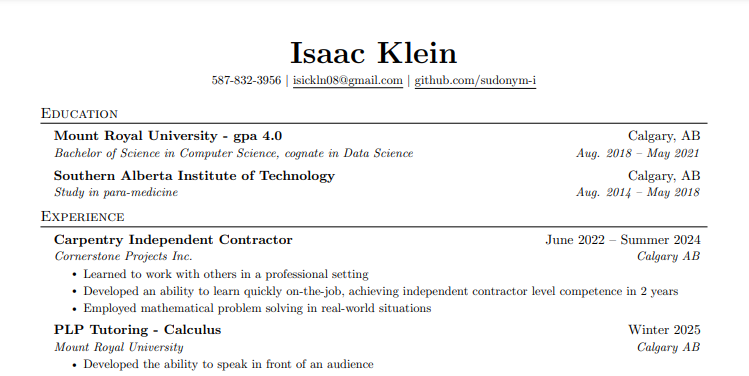 Isaac Klein
587-832-3956 | isickln08@gmail.com | github.com/sudonym-i
Education
Mount Royal University - gpa 4.0 Calgary, AB
Bachelor of Science in Computer Science, cognate in Data Science Aug. 2018 – May 2021
Southern Alberta Institute of Technology Calgary, AB
Study in para-medicine Aug. 2014 – May 2018
Experience
Carpentry Independent Contractor June 2022 – Summer 2024
Cornerstone Projects Inc. Calgary AB
• Learned to work with others in a professional setting
• Developed an ability to learn quickly on-the-job, achieving independent contractor level competence in 2 years
• Employed mathematical problem solving in real-world situations
PLP Tutoring - Calculus Winter 2025
Mount Royal University Calgary AB
• Developed the ability to speak in front of an audience